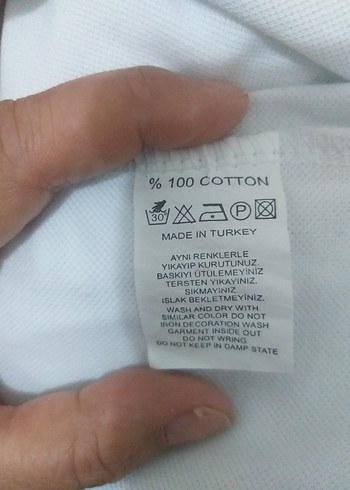 % 100 COTTON
30°
P
MADE IN TURKEY
AYNI RENKLERLE
YIKAYIP KURUTUNUZ.
BASKIYI ÜTÜLEMEYİNİZ
TERSTEN YIKAYINIZ.
SIKMAYINIZ.
ISLAK BEKLETMEYİNİZ.
WASH AND DRY WITH
SIMILAR COLOR DO NOT
IRON DECORATION WASH
GARMENT INSIDE OUT
DO NOT WRING
DO NOT KEEP IN DAMP STATE